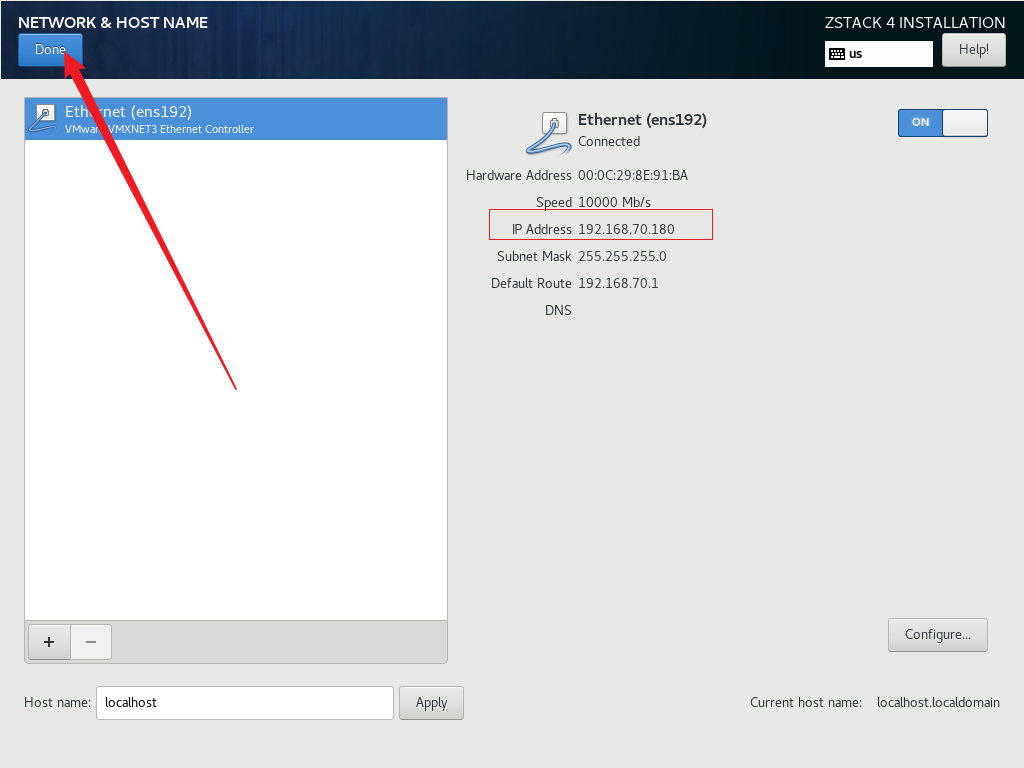 NETWORK & HOST NAME
ZSTACK 4 INSTALLATION
Done
us
Help!
Ethernet (ens192)
VMware VMXNET3 Ethernet Controller
Ethernet (ens192)
Connected
ON
Hardware Address 00:0C:29:8E:91:BA
Speed 10000 Mb/s
IP Address 192.168.70.180
Subnet Mask 255.255.255.0
Default Route 192.168.70.1
DNS
+ −
Configure...
Host name: localhost Apply
Current host name: localhost.localdomain